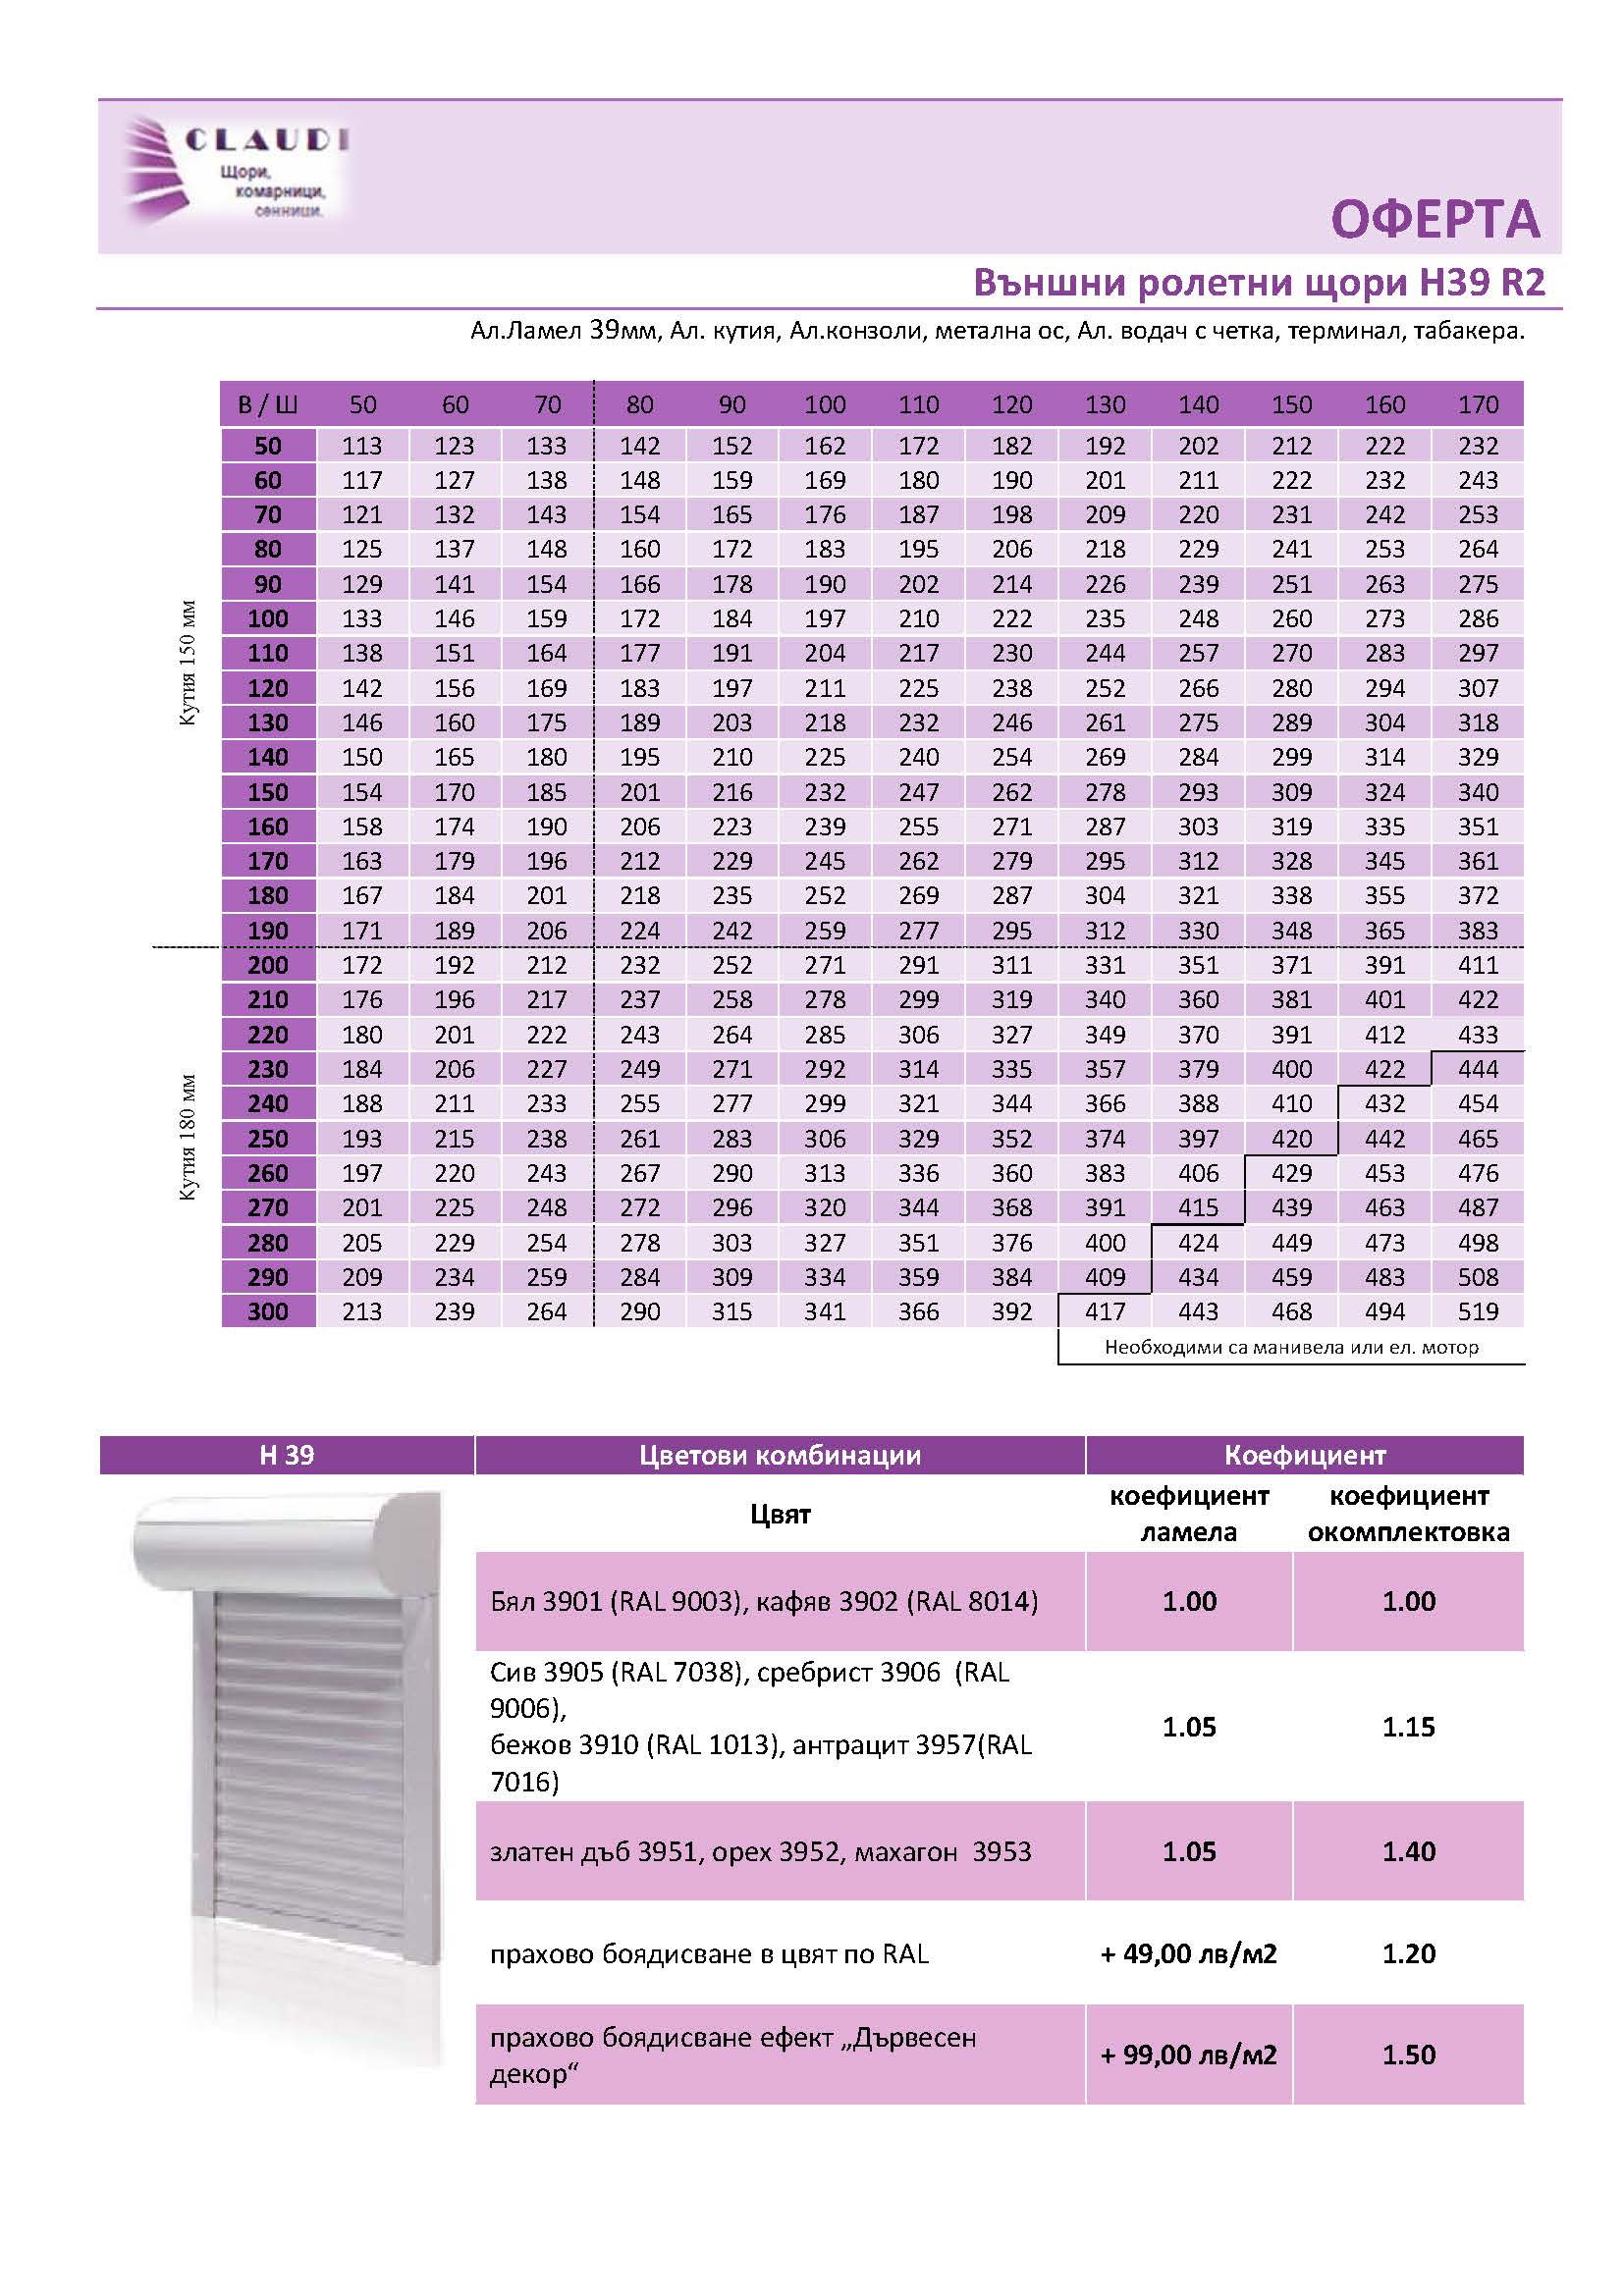 CLAUDI
Щори,
комарници,
сенници.
ОФЕРТА
Външни ролетни щори H39 R2
Ал.Ламел 39мм, Ал. кутия, Ал.конзоли, метална ос, Ал. водач с четка, терминал, табакера.
В / Ш 50 60 70 80 90 100 110 120 130 140 150 160 170
50 113 123 133 142 152 162 172 182 192 202 212 222 232
60 117 127 138 148 159 169 180 190 201 211 222 232 243
70 121 132 143 154 165 176 187 198 209 220 231 242 253
80 125 137 148 160 172 183 195 206 218 229 241 253 264
90 129 141 154 166 178 190 202 214 226 239 251 263 275
100 133 146 159 172 184 197 210 222 235 248 260 273 286
110 138 151 164 177 191 204 217 230 244 257 270 283 297
120 142 156 169 183 197 211 225 238 252 266 280 294 307
130 146 160 175 189 203 218 232 246 261 275 289 304 318
140 150 165 180 195 210 225 240 254 269 284 299 314 329
150 154 170 185 201 216 232 247 262 278 293 309 324 340
160 158 174 190 206 223 239 255 271 287 303 319 335 351
170 163 179 196 212 229 245 262 279 295 312 328 345 361
180 167 184 201 218 235 252 269 287 304 321 338 355 372
190 171 189 206 224 242 259 277 295 312 330 348 365 383
Кутия 150 мм
200 172 192 212 232 252 271 291 311 331 351 371 391 411
210 176 196 217 237 258 278 299 319 340 360 381 401 422
220 180 201 222 243 264 285 306 327 349 370 391 412 433
230 184 206 227 249 271 292 314 335 357 379 400 422 444
240 188 211 233 255 277 299 321 344 366 388 410 432 454
250 193 215 238 261 283 306 329 352 374 397 420 442 465
260 197 220 243 267 290 313 336 360 383 406 429 453 476
270 201 225 248 272 296 320 344 368 391 415 439 463 487
280 205 229 254 278 303 327 351 376 400 424 449 473 498
290 209 234 259 284 309 334 359 384 409 434 459 483 508
300 213 239 264 290 315 341 366 392 417 443 468 494 519
Кутия 180 мм
Необходими са манивела или ел. мотор
Н 39 Цветови комбинации Коефициент
Цвят
коефициент
ламела
коефициент
окомплектовка
Бял 3901 (RAL 9003), кафяв 3902 (RAL 8014) 1.00 1.00
Сив 3905 (RAL 7038), сребрист 3906 (RAL
9006),
бежов 3910 (RAL 1013), антрацит 3957(RAL
7016)
1.05 1.15
златен дъб 3951, орех 3952, махагон 3953 1.05 1.40
прахово боядисване в цвят по RAL + 49,00 лв/м2 1.20
прахово боядисване ефект „Дървесен
декор“
+ 99,00 лв/м2 1.50